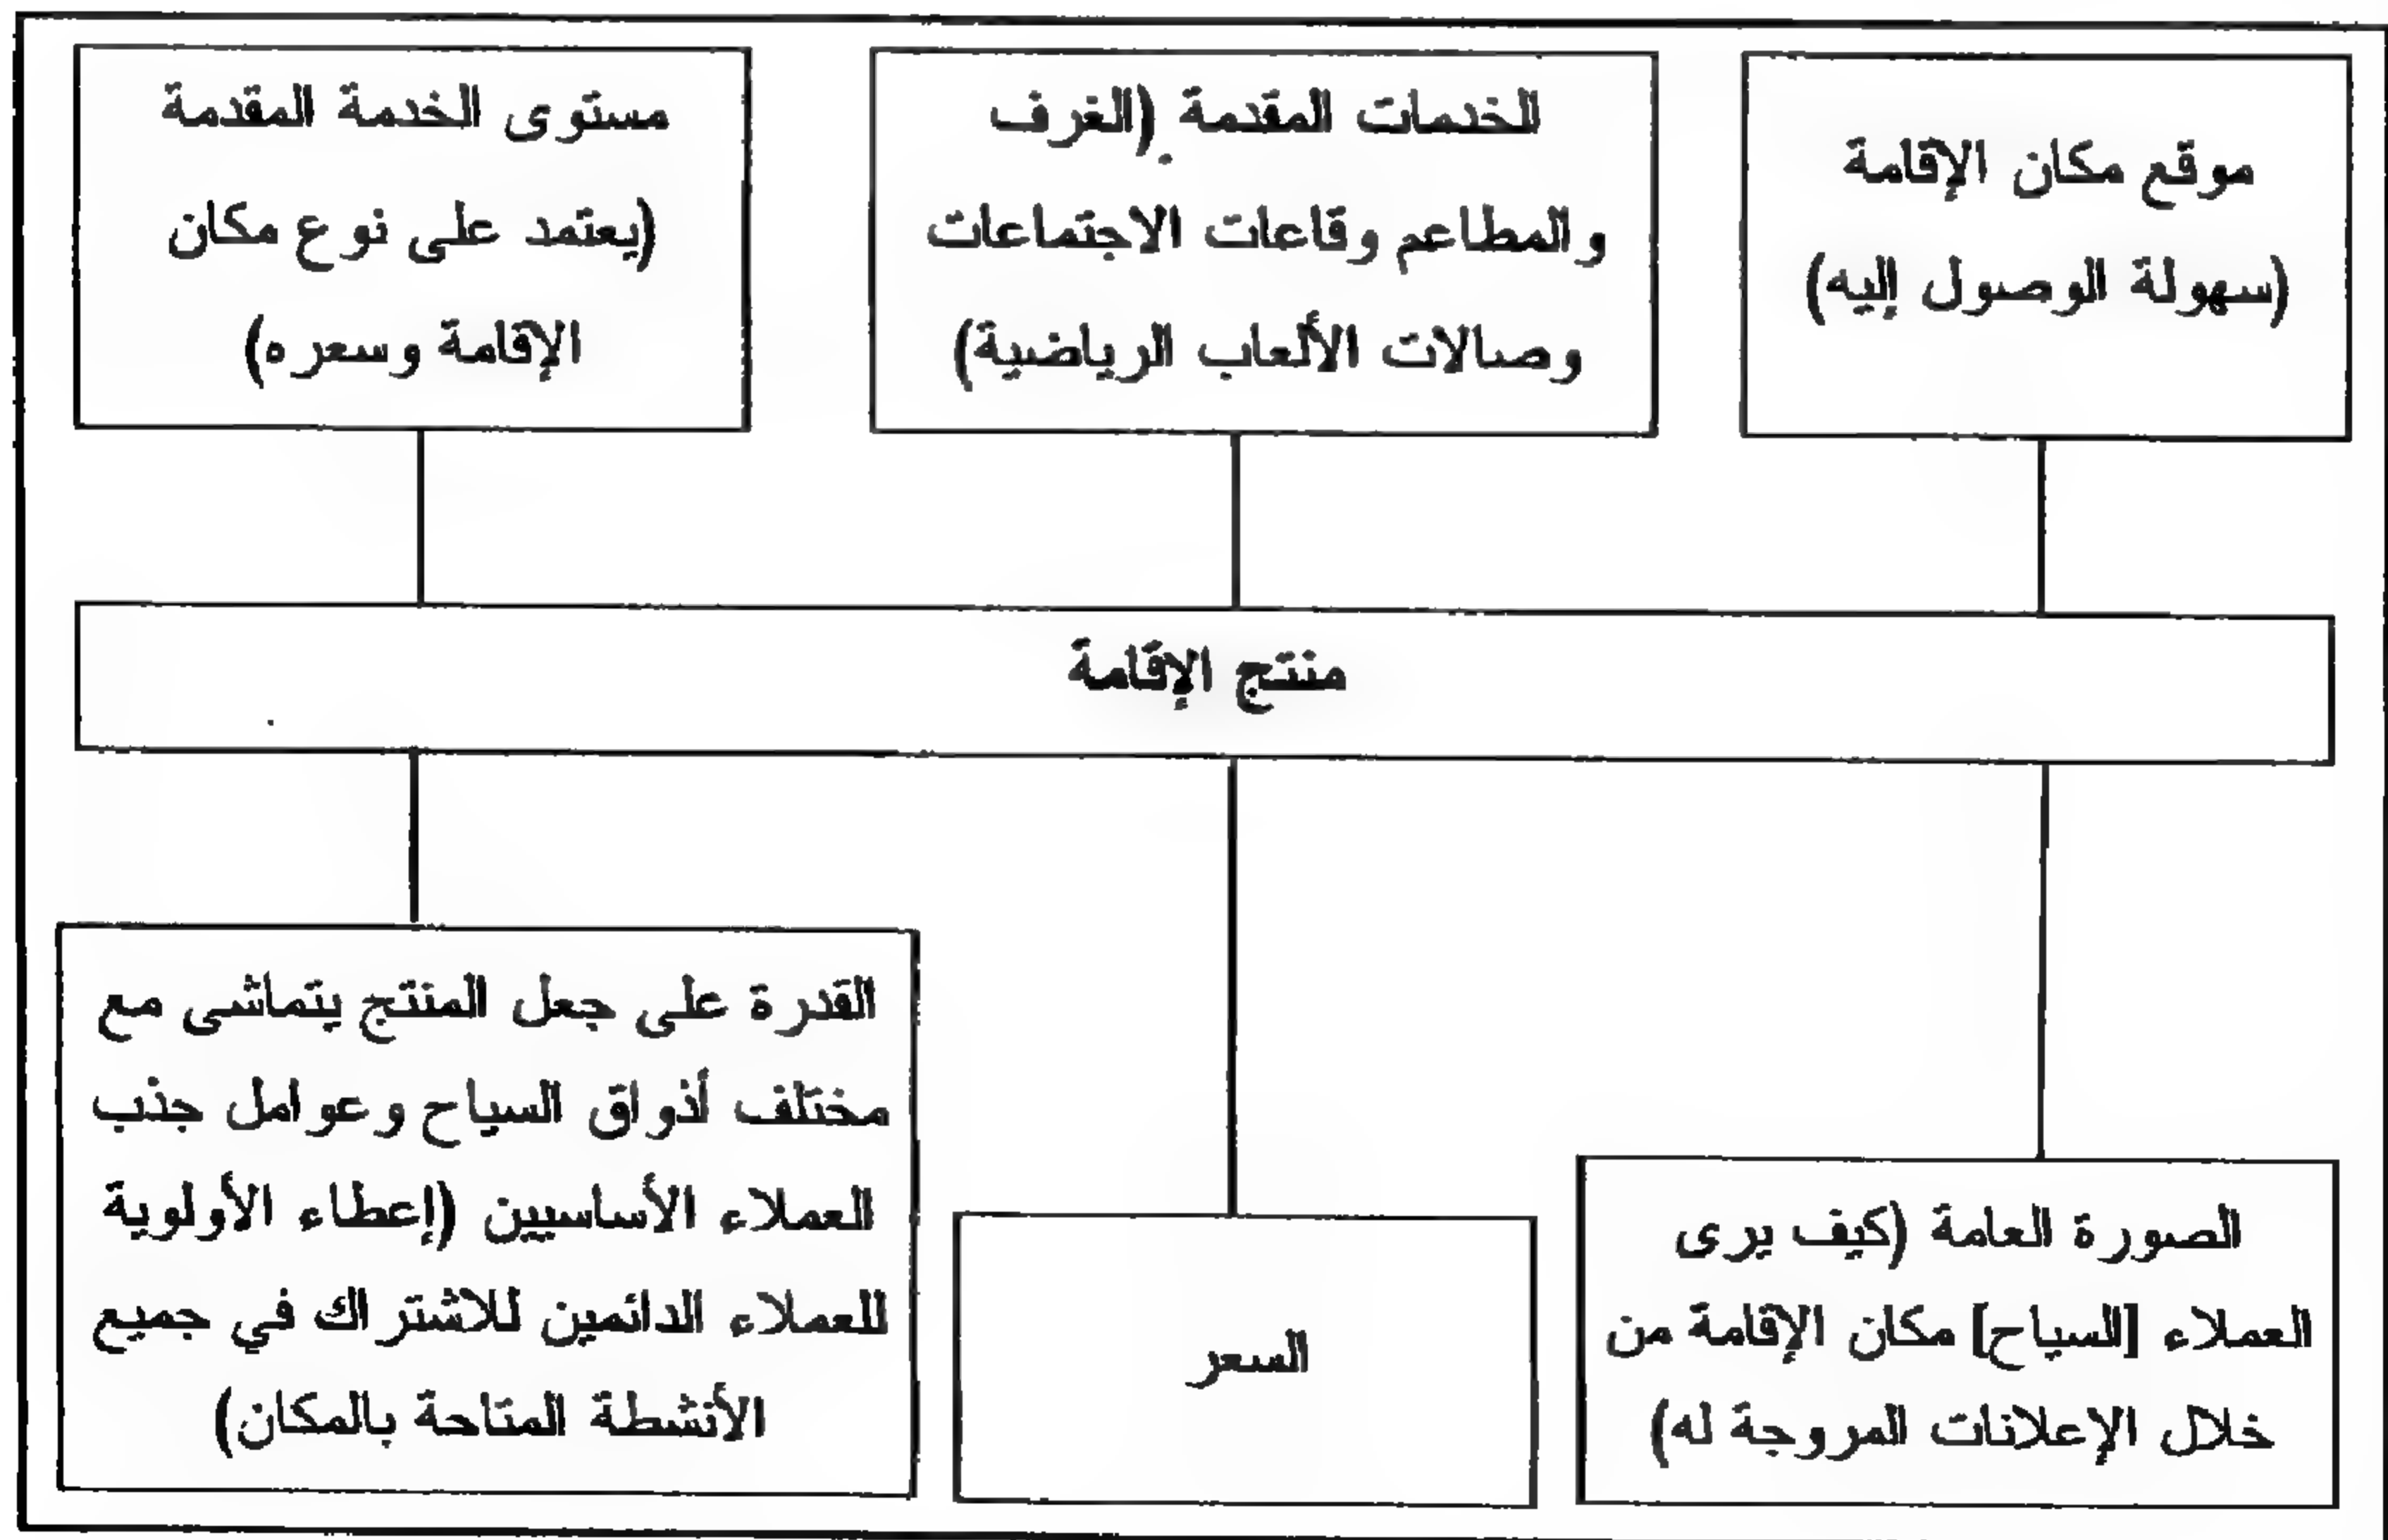 موقع مكان الإقامة
(سهولة الوصول إليه)
الخدمات المقدمة (الغرف
والمطاعم وقاعات الاجتماعات
وصالات الألعاب الرياضية)
مستوى الخدمة المقدمة
(يعتمد على نوع مكان
الإقامة وسعره)
منتج الإقامة
الصورة العامة (كيف يرى
العملاء [السياح] مكان الإقامة من
خلال الإعلانات المروجة له)
السعر
القدرة على جعل المنتج يتماشى مع
مختلف أذواق السياح وعوامل جذب
العملاء الأساسيين (إعطاء الأولوية
للعملاء الدائمين للاشتراك في جميع
الأنشطة المتاحة بالمكان)